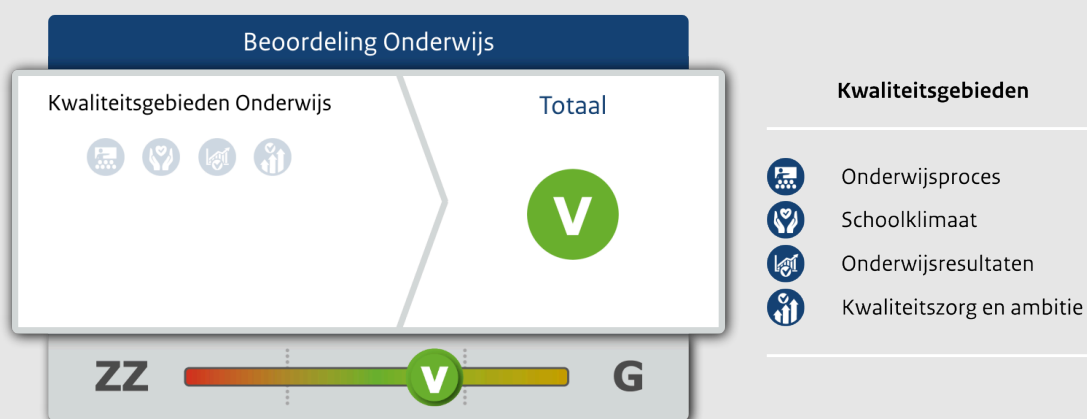 Beoordeling Onderwijs
Kwaliteitsgebieden Onderwijs
Totaal
V
ZZ
V
G
Kwaliteitsgebieden
Onderwijsproces
Schoolklimaat
Onderwijsresultaten
Kwaliteitszorg en ambitie